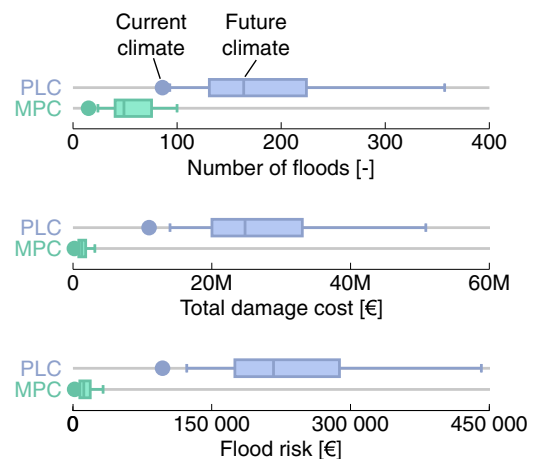 Current Future
climate climate
PLC
MPC
0 100 200 300 400
Number of floods [-]
PLC
MPC
0 20M 40M 60M
Total damage cost [€]
PLC
MPC
0 150 000 300 000 450 000
Flood risk [€]